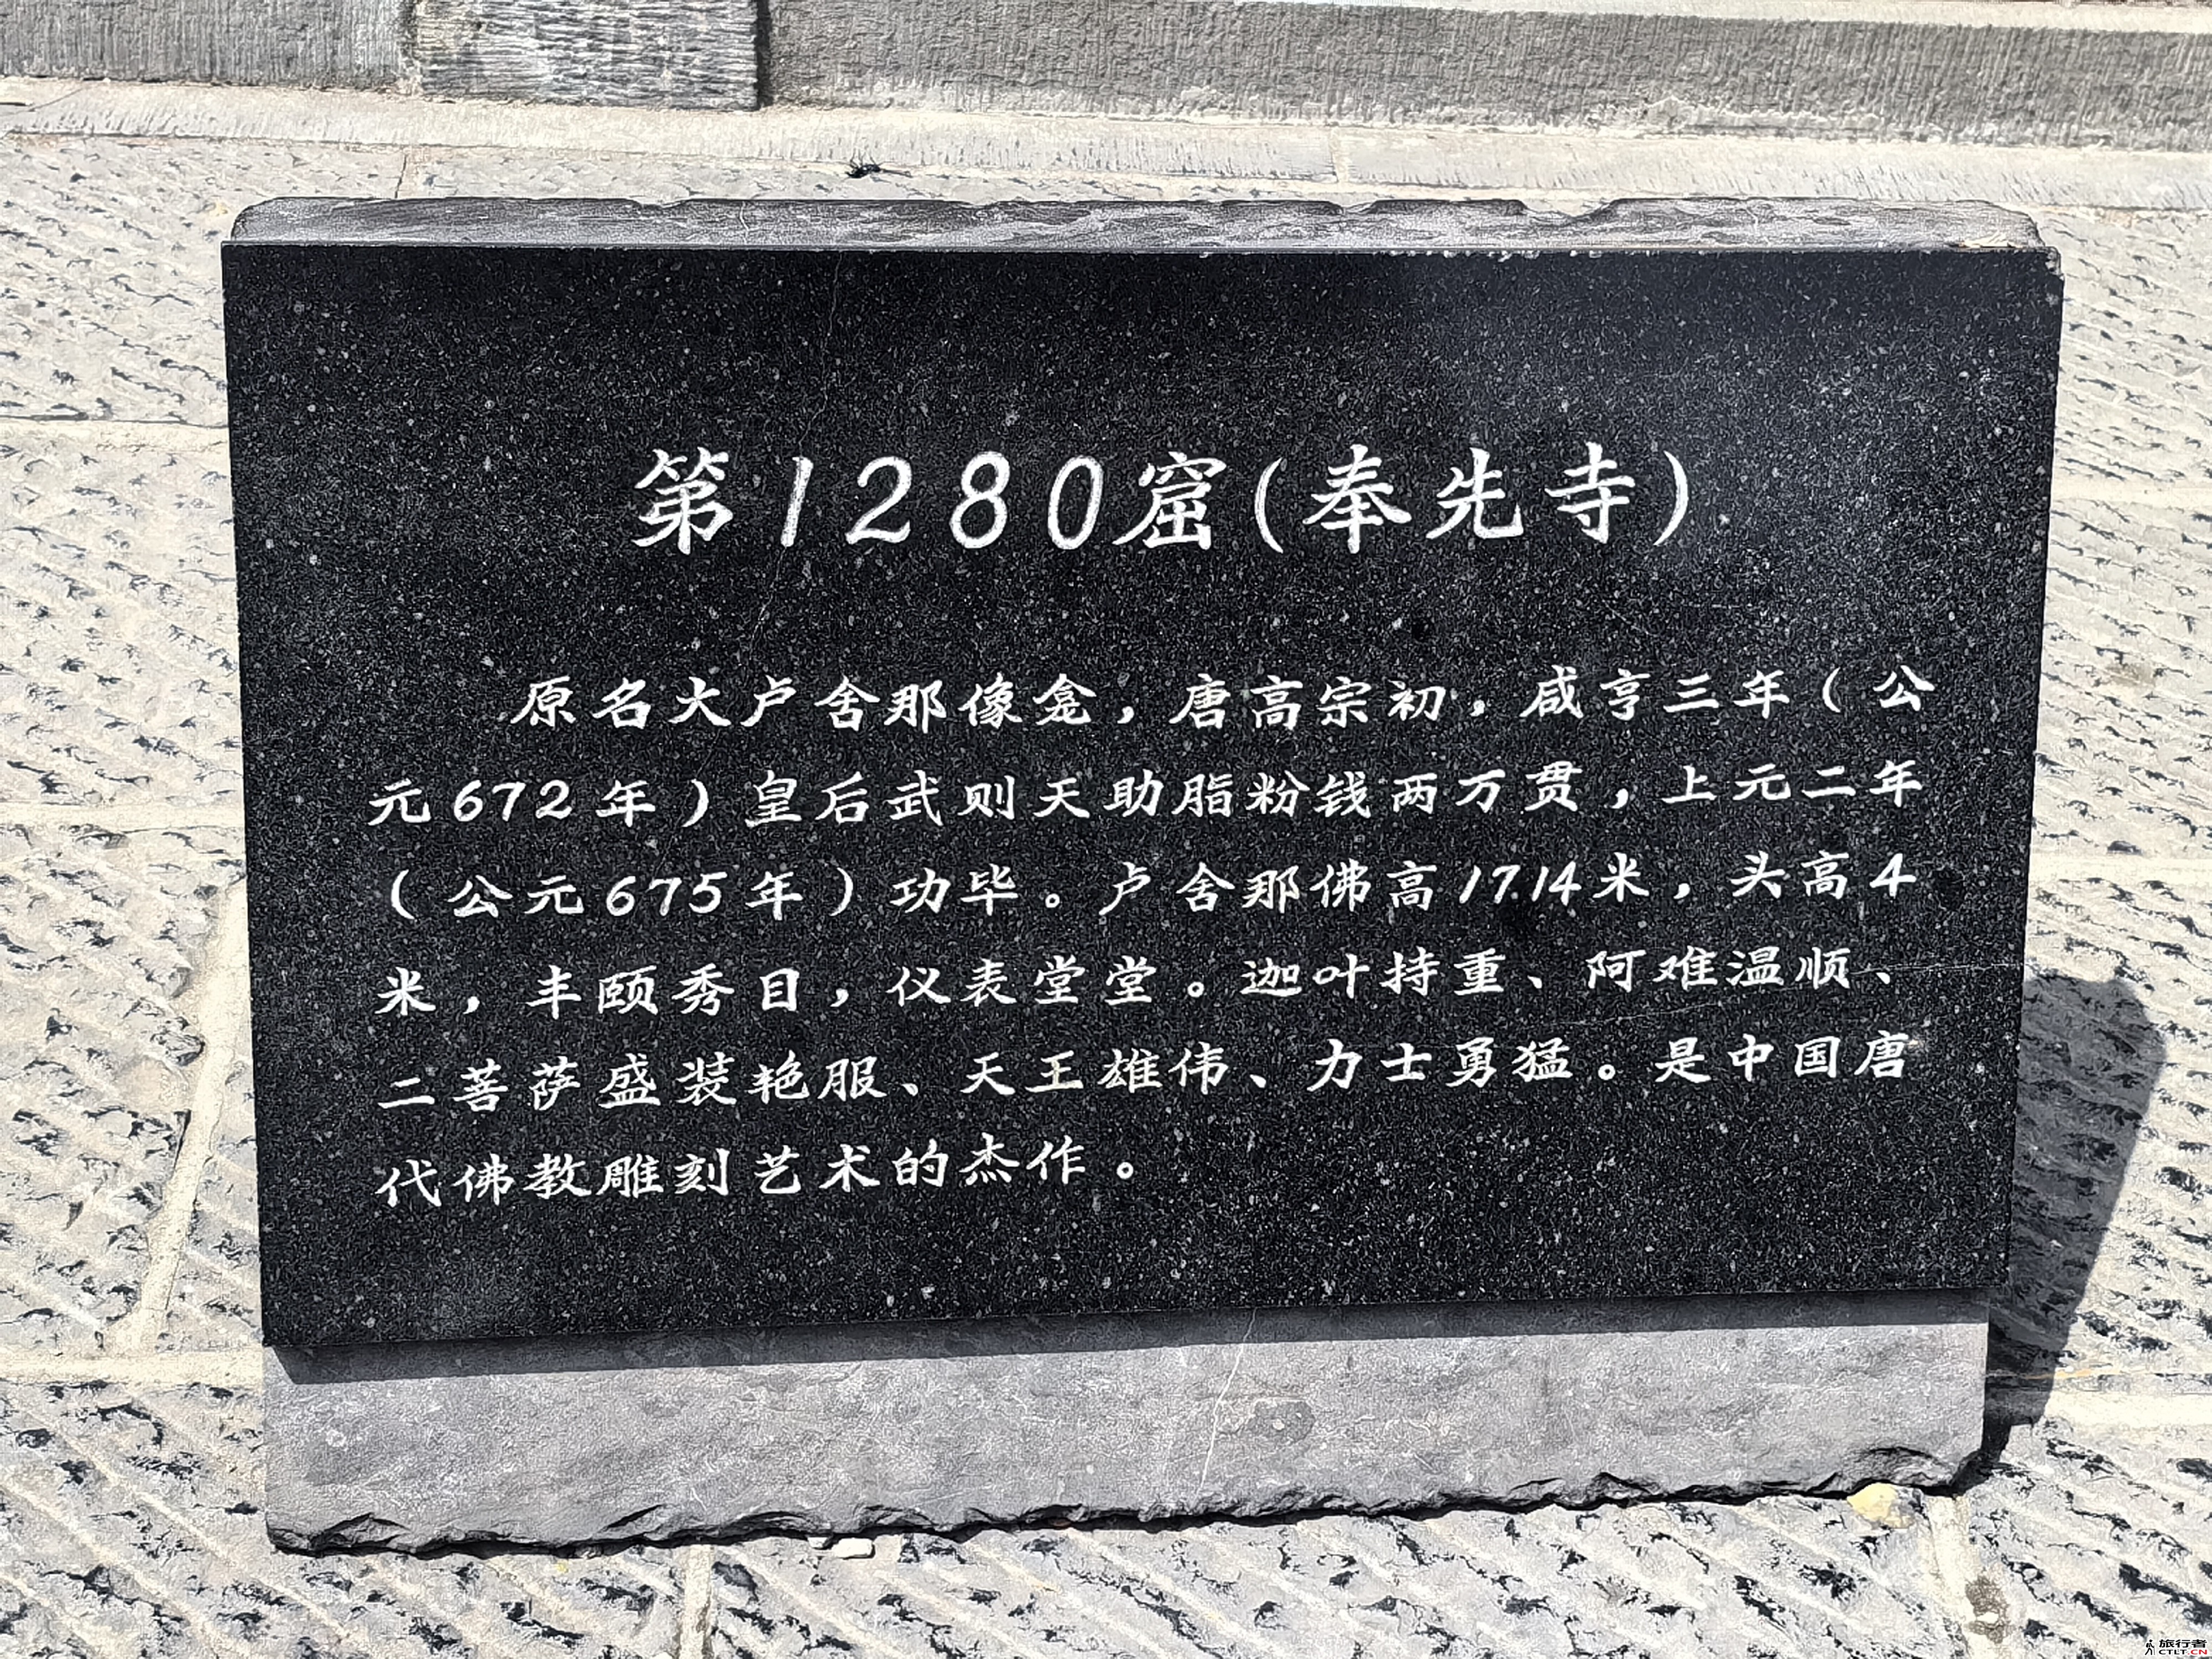 第1280窟(奉先寺)
原名大卢舍那像龛，唐高宗初，咸亨三年（公
元672年）皇后武则天助脂粉钱两万贯，上元二年
（公元675年）功毕。卢舍那佛高17.14米，头高4
米，丰颐秀目，仪表堂堂。迦叶持重、阿难温顺、
二菩萨盛装艳服、天王雄伟、力士勇猛。是中国唐
代佛教雕刻艺术的杰作。
旅行者
CTLT.CN